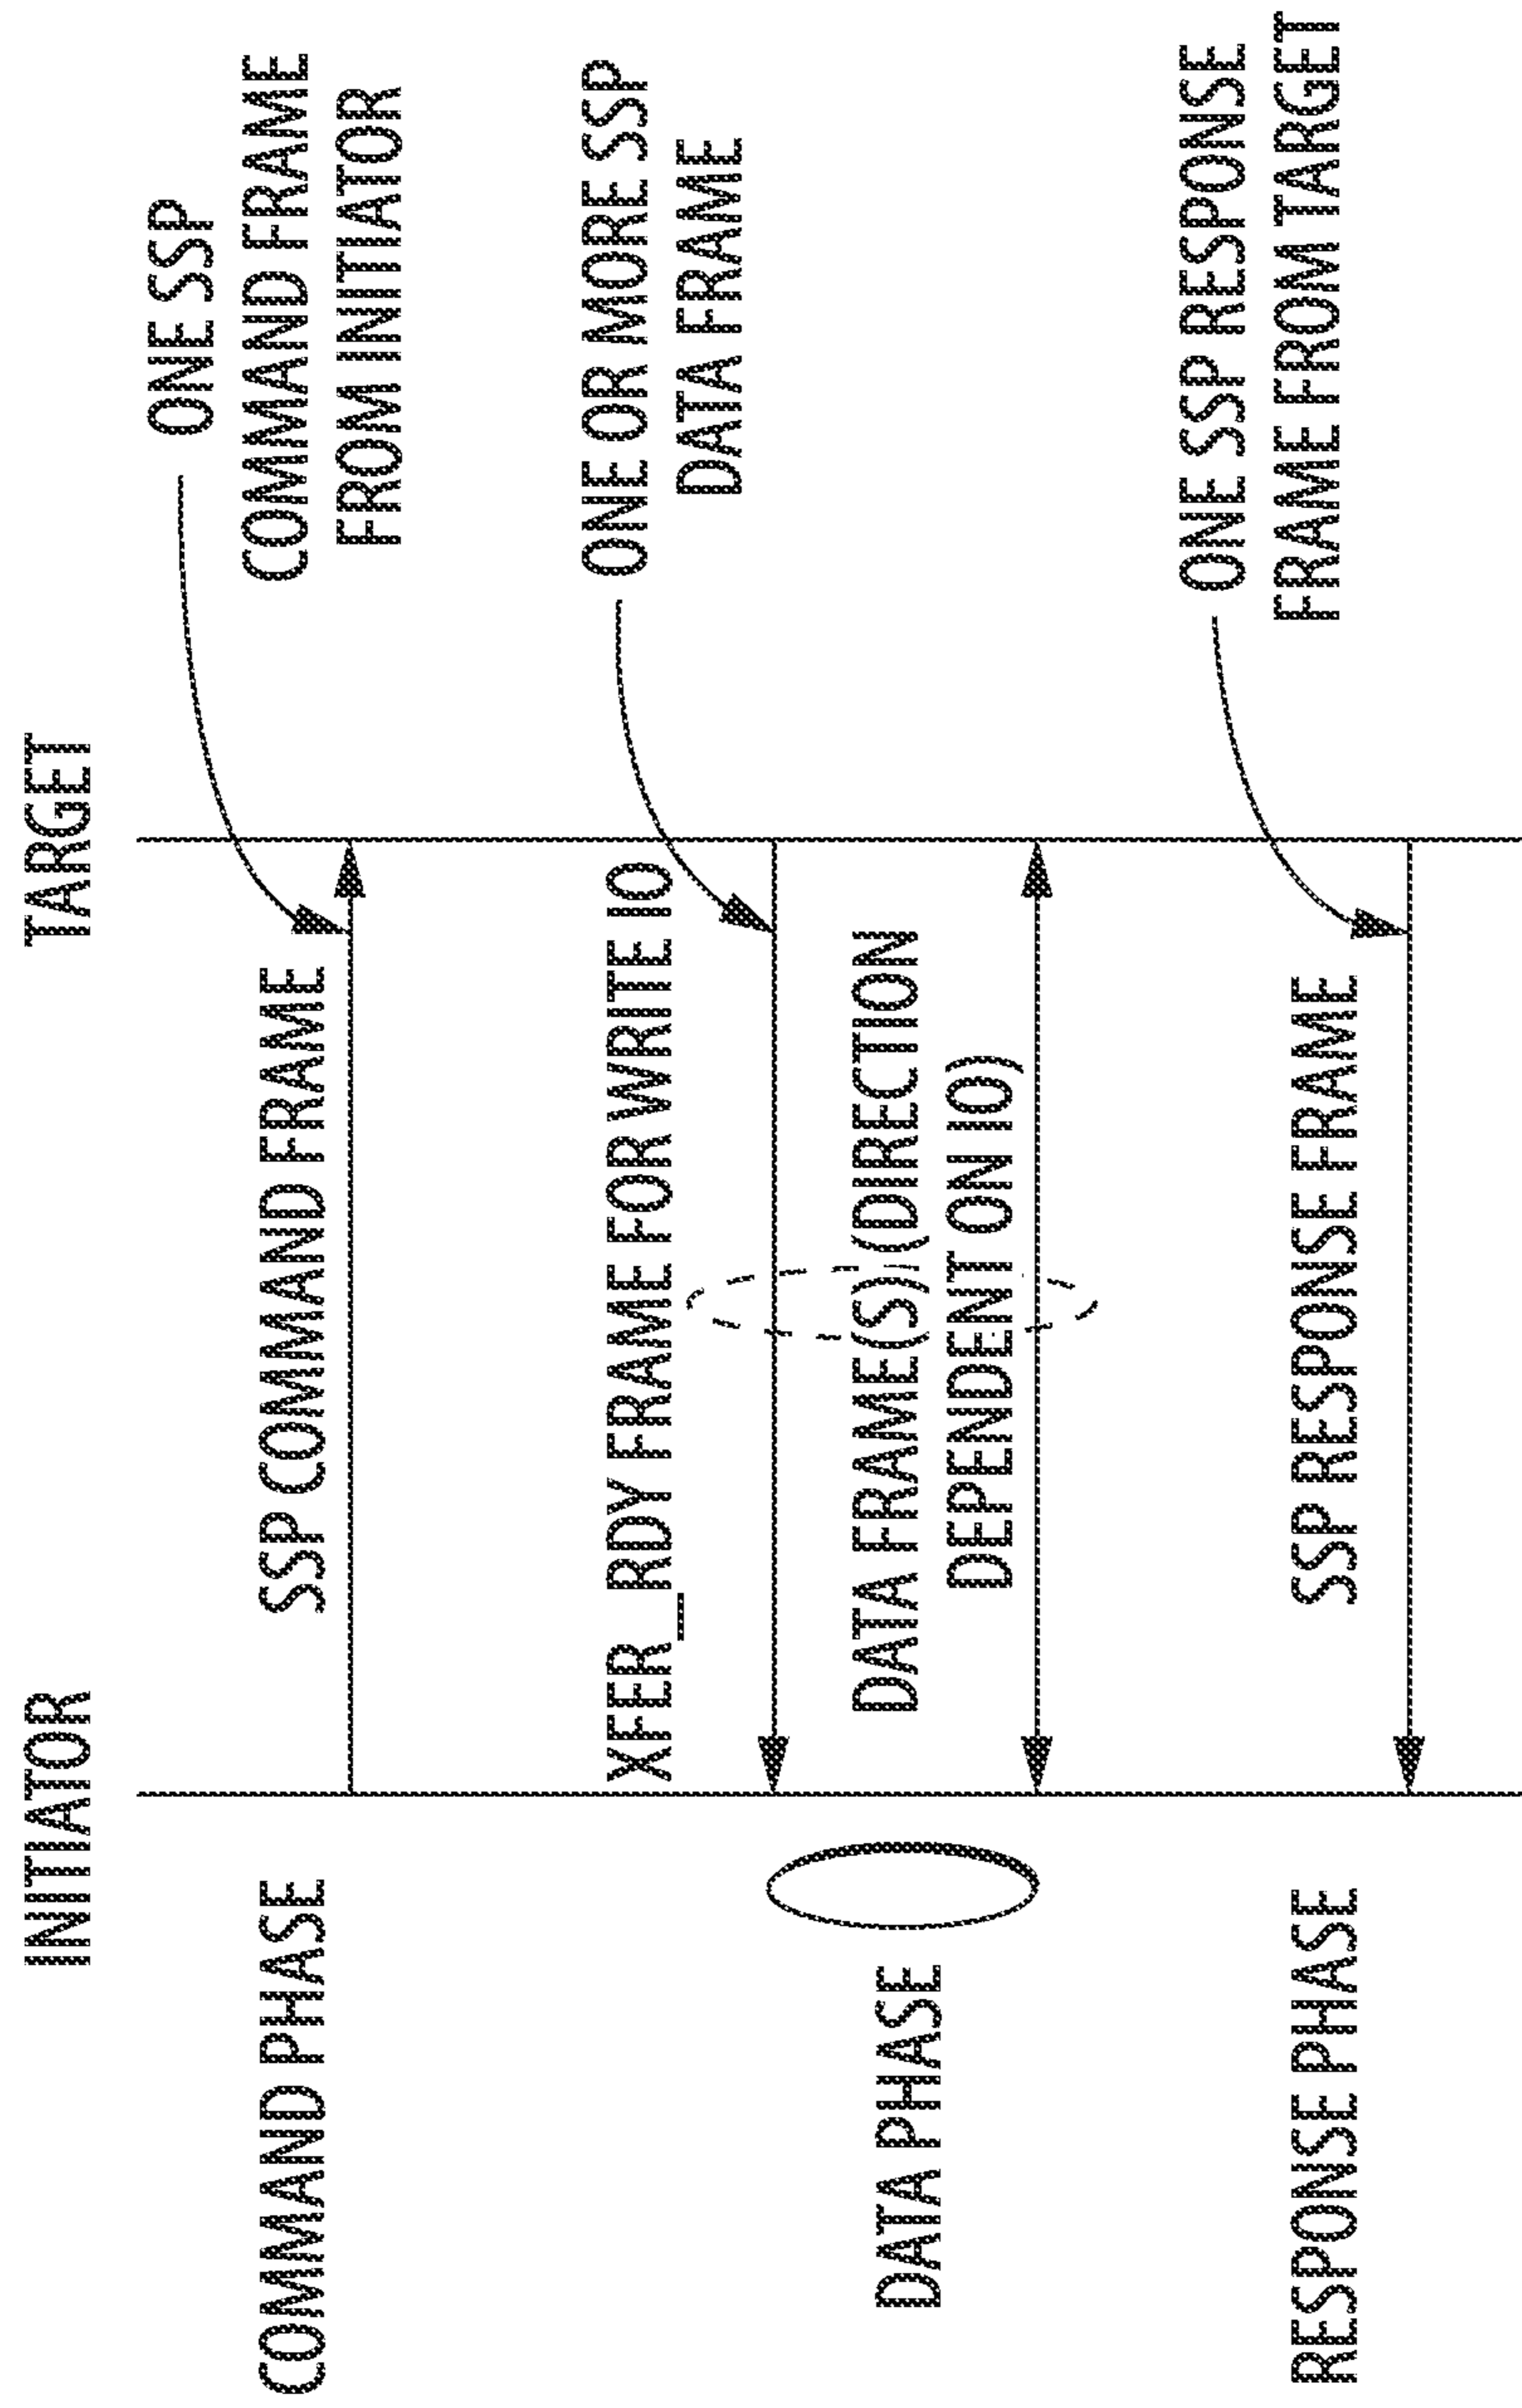 INITIATOR
TARGET
COMMAND PHASE
SSP COMMAND FRAME
ONE SSP
COMMAND FRAME
FROM INITIATOR
XFER_RDY FRAME FOR WRITE IO
ONE OR MORE SSP
DATA FRAME
DATA PHASE
DATA FRAME(S) (DIRECTION
DEPENDENT ON IO)
RESPONSE PHASE
SSP RESPONSE FRAME
ONE SSP RESPONSE
FRAME FROM TARGET